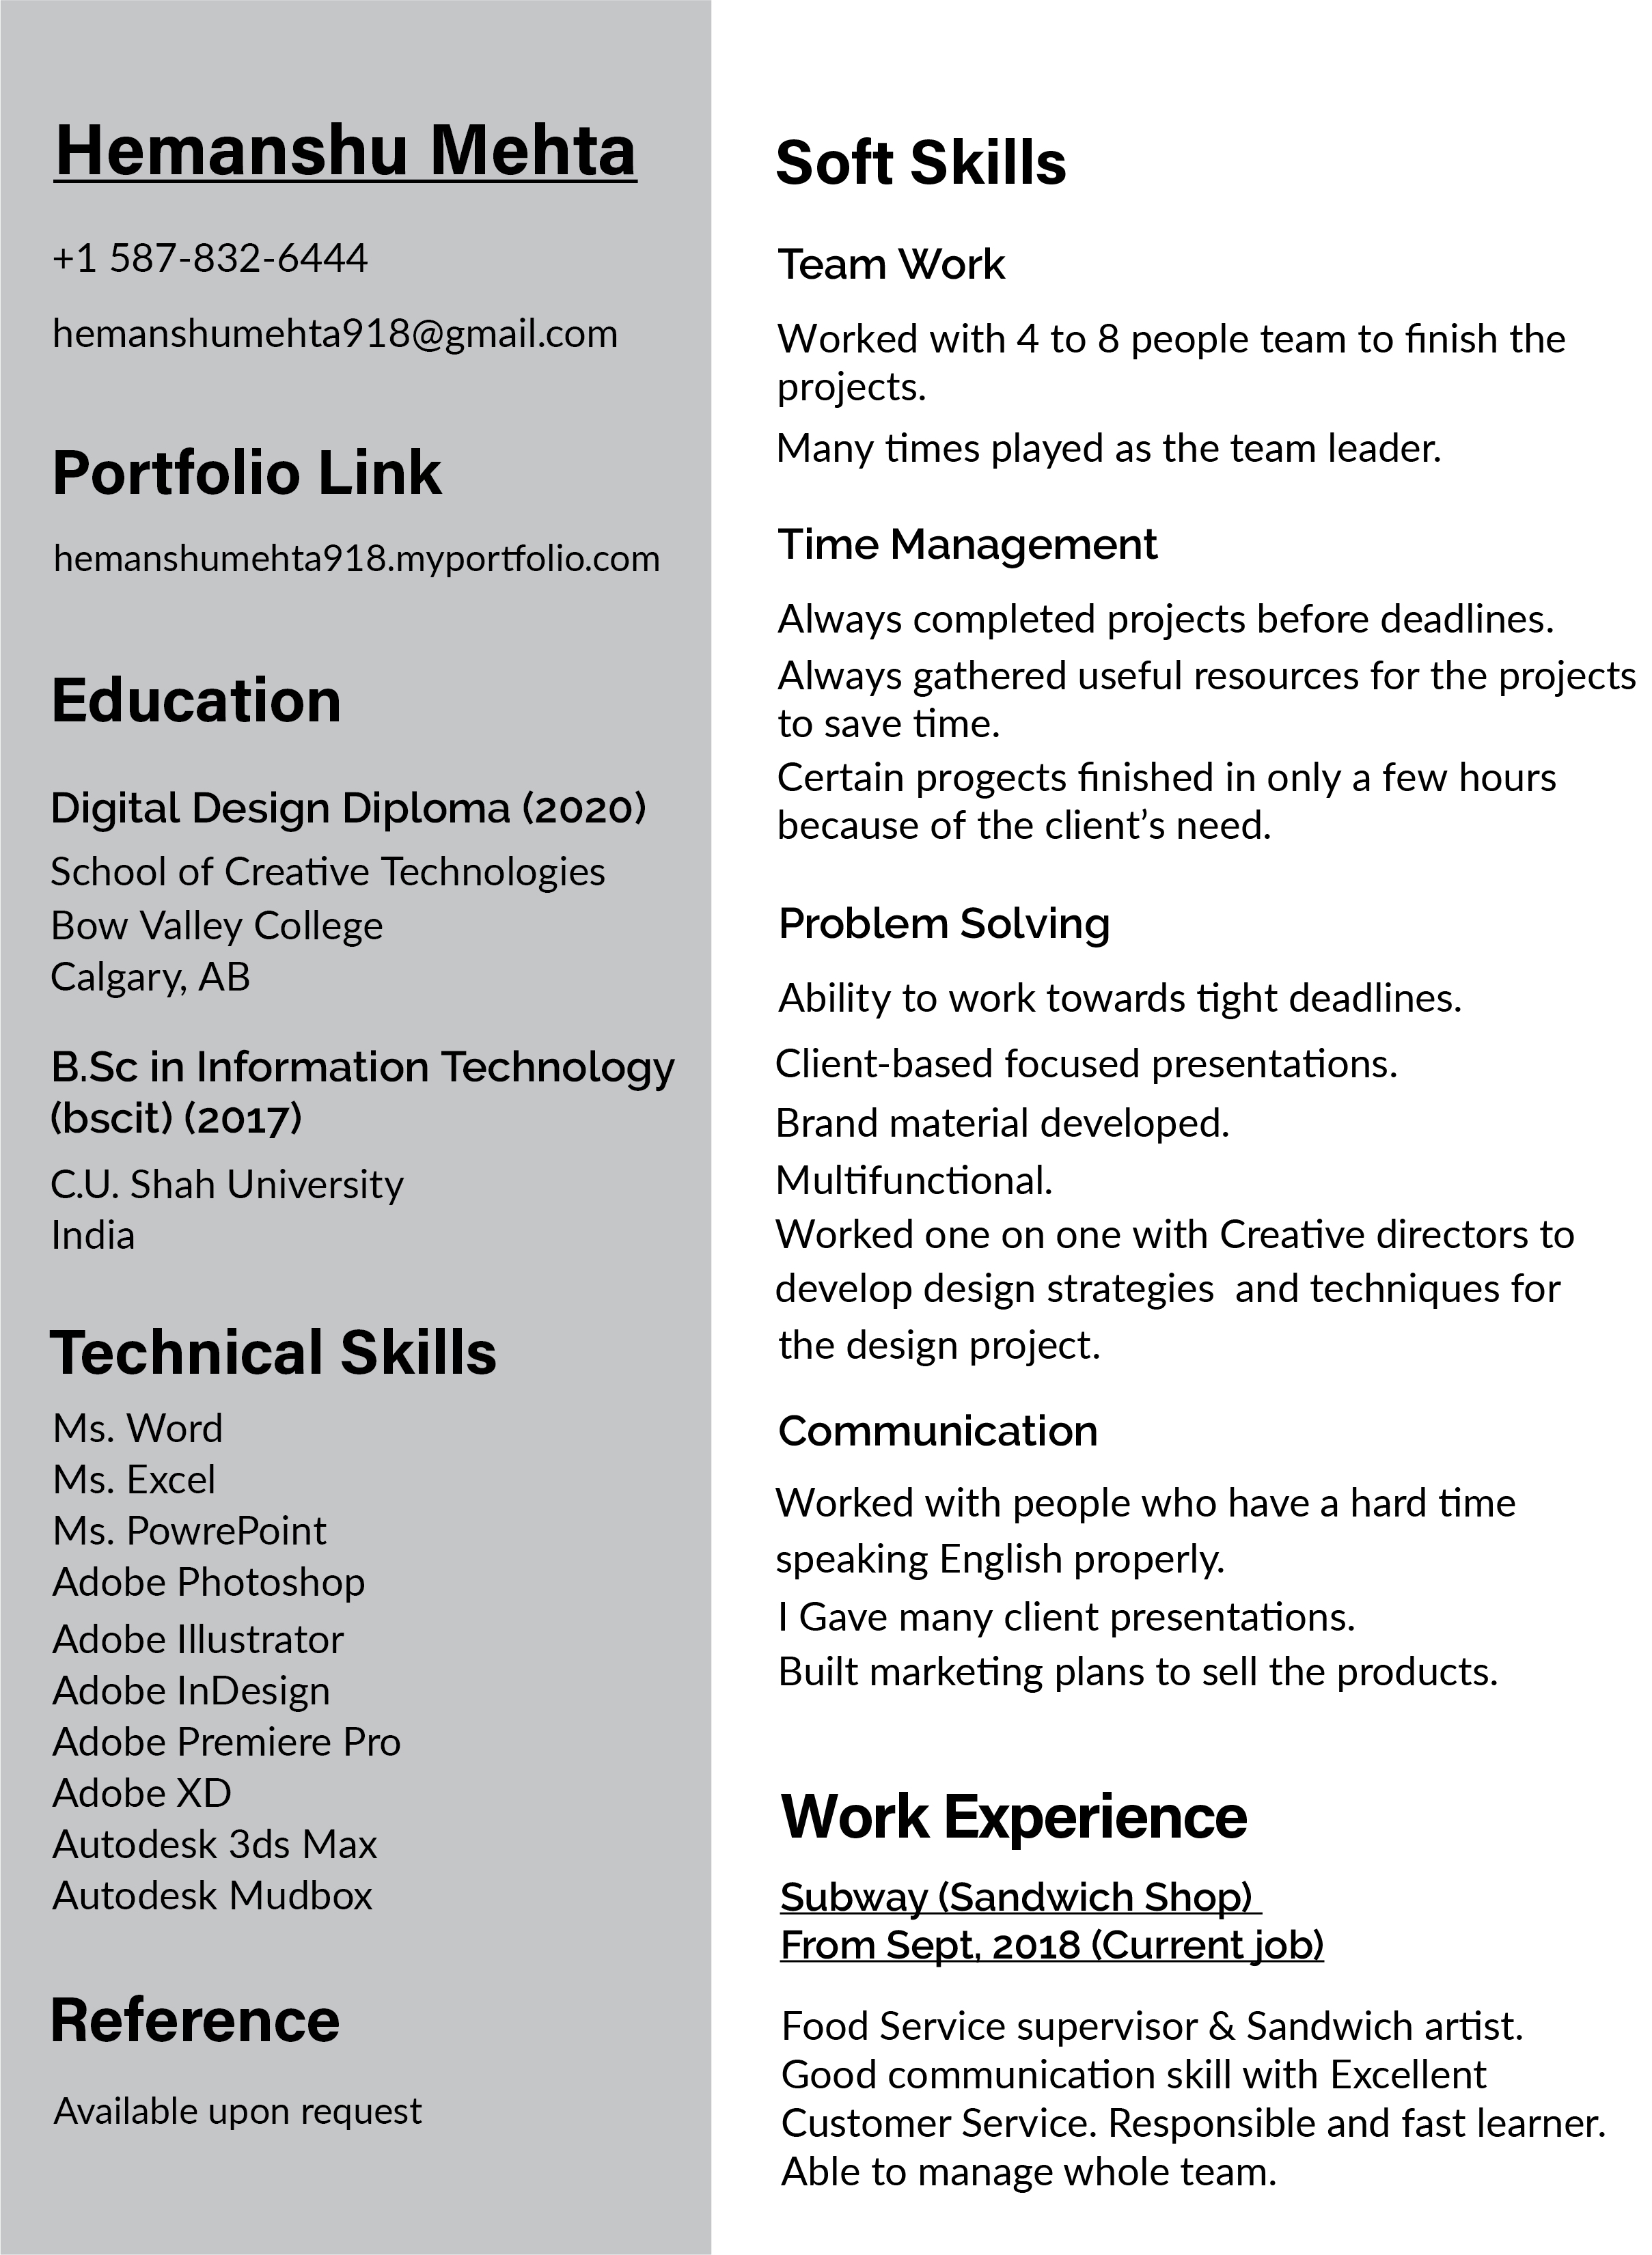 Hemanshu Mehta
+1 587-832-6444
hemanshumehta918@gmail.com
Portfolio Link
hemanshumehta918.myportfolio.com
Education
Digital Design Diploma (2020)
School of Creative Technologies
Bow Valley College
Calgary, AB
B.Sc in Information Technology
(bscit) (2017)
C.U. Shah University
India
Technical Skills
Ms. Word
Ms. Excel
Ms. PowrePoint
Adobe Photoshop
Adobe Illustrator
Adobe InDesign
Adobe Premiere Pro
Adobe XD
Autodesk 3ds Max
Autodesk Mudbox
Reference
Available upon request
Soft Skills
Team Work
Worked with 4 to 8 people team to finish the
projects.
Many times played as the team leader.
Time Management
Always completed projects before deadlines.
Always gathered useful resources for the projects
to save time.
Certain progects finished in only a few hours
because of the client’s need.
Problem Solving
Ability to work towards tight deadlines.
Client-based focused presentations.
Brand material developed.
Multifunctional.
Worked one on one with Creative directors to
develop design strategies  and techniques for
the design project.
Communication
Worked with people who have a hard time
speaking English properly.
I Gave many client presentations.
Built marketing plans to sell the products.
Work Experience
Subway (Sandwich Shop)
From Sept, 2018 (Current job)
Food Service supervisor & Sandwich artist.
Good communication skill with Excellent
Customer Service. Responsible and fast learner.
Able to manage whole team.